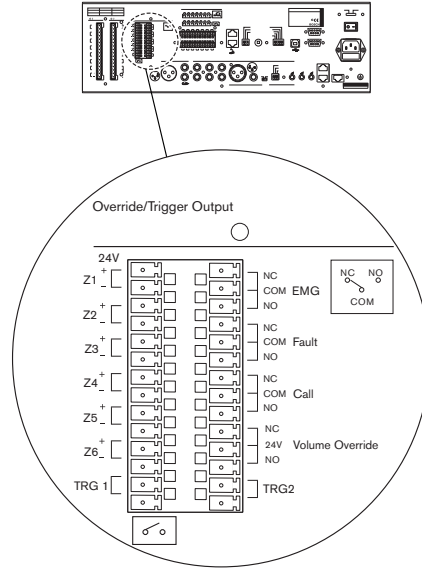 Override/Trigger Output
24V
Z1 + -
Z2 + -
Z3 + -
Z4 + -
Z5 + -
Z6 + -
TRG 1
NC
COM EMG
NO
NC
COM Fault
NO
NC
COM Call
NO
NC
24V Volume Override
NO
TRG2
NC NO
COM